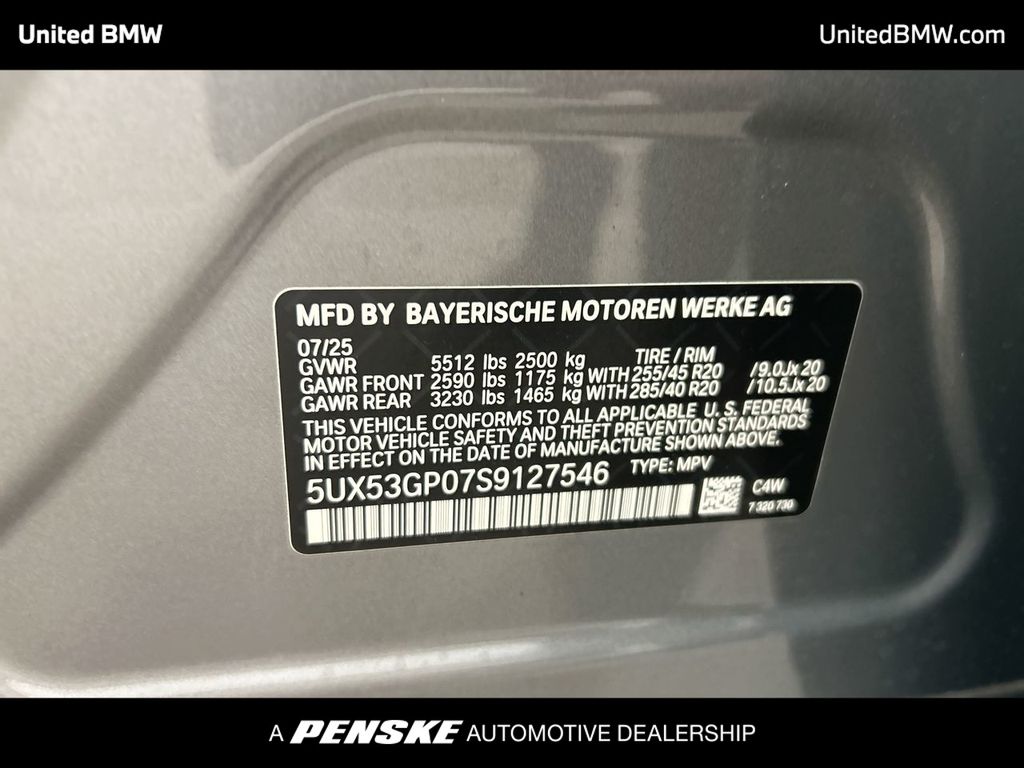 United BMW
UnitedBMW.com
MFD BY BAYERISCHE MOTOREN WERKE AG
07/25
GVWR 5512 lbs 2500 kg TIRE / RIM
GAWR FRONT 2590 lbs 1175 kg WITH 255/45 R20 /9.0Jx20
GAWR REAR 3230 lbs 1465 kg WITH 285/40 R20 /10.5Jx20
THIS VEHICLE CONFORMS TO ALL APPLICABLE U.S. FEDERAL
MOTOR VEHICLE SAFETY AND THEFT PREVENTION STANDARDS
IN EFFECT ON THE DATE OF MANUFACTURE SHOWN ABOVE.
5UX53GP07S9127546 TYPE: MPV
C4W
7 320 730
A PENSKE AUTOMOTIVE DEALERSHIP